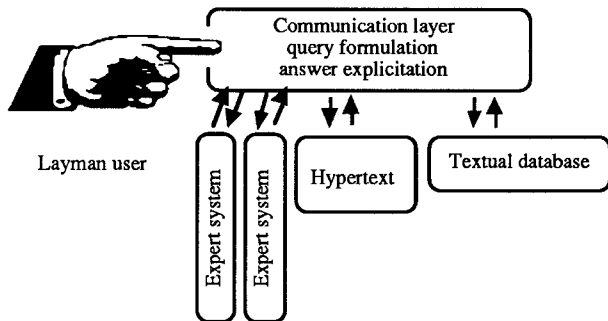 Communication layer
query formulation
answer explicitation
Layman user
Expert system
Expert system
Hypertext
Textual database